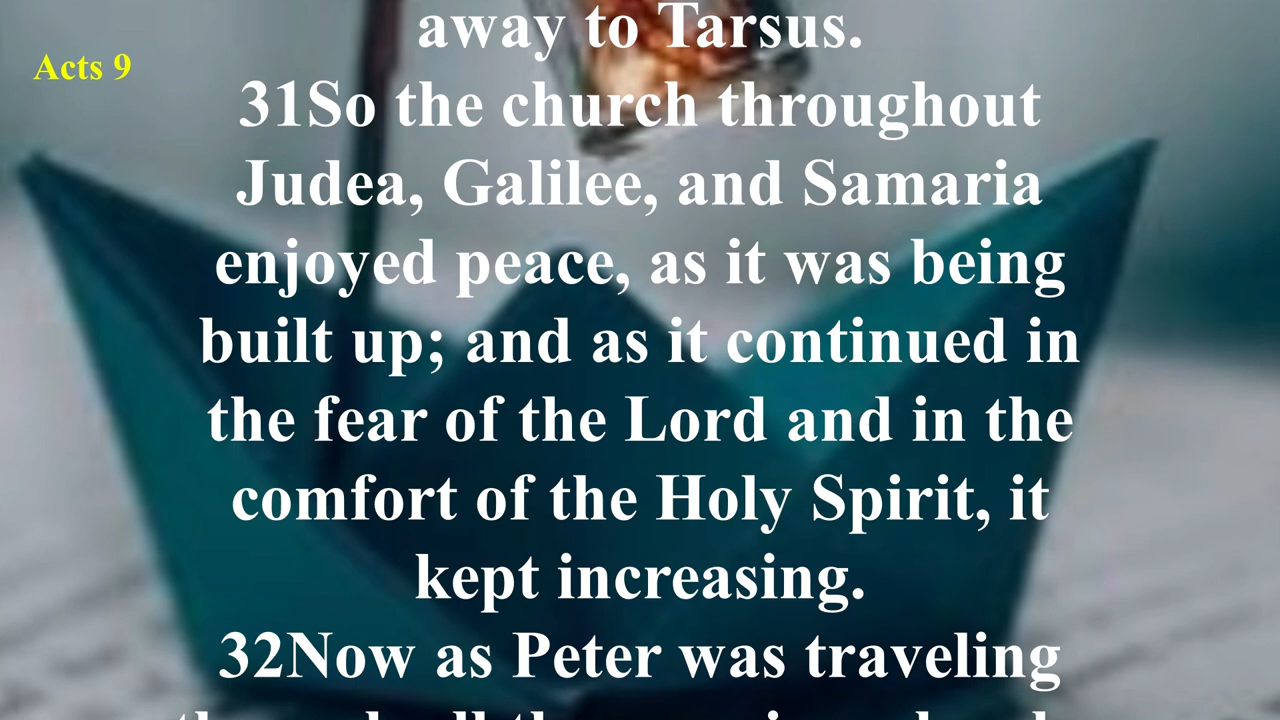 away to Tarsus.
Acts 9
31So the church throughout
Judea, Galilee, and Samaria
enjoyed peace, as it was being
built up; and as it continued in
the fear of the Lord and in the
comfort of the Holy Spirit, it
kept increasing.
32Now as Peter was traveling